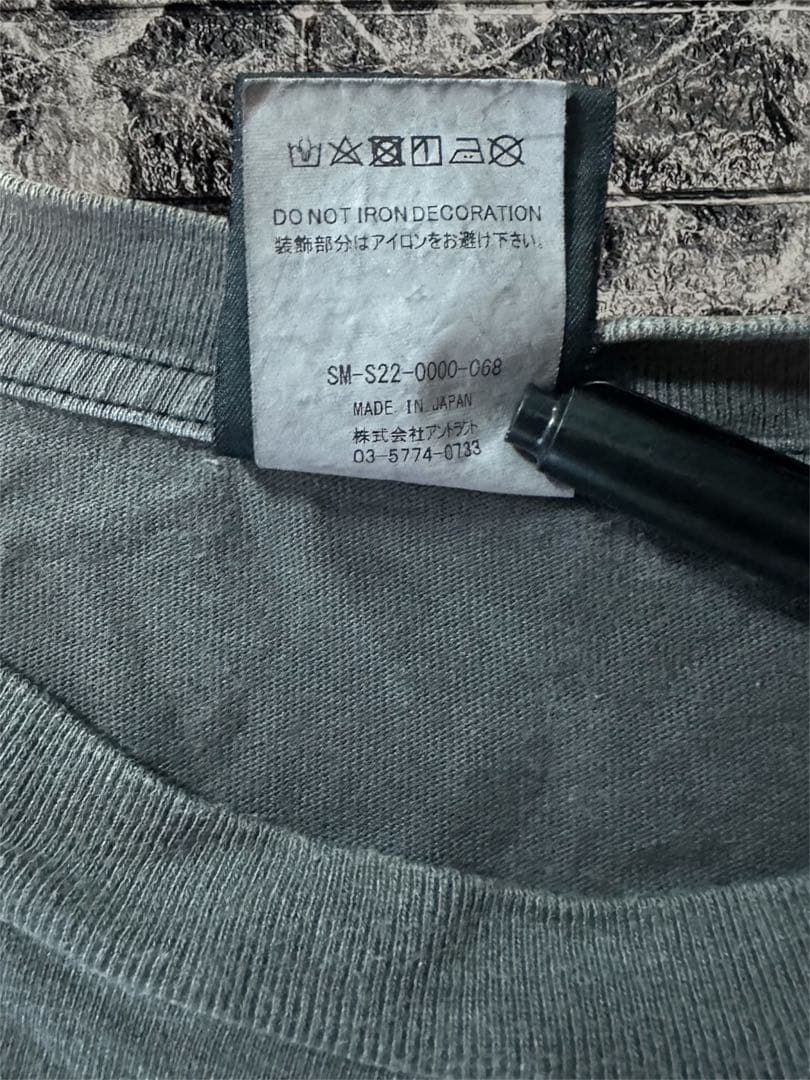 DO NOT IRON DECORATION
装飾部分はアイロンをお避け下さい。
SM-S22-0000-068
MADE IN JAPAN
株式会社アントラント
03-5774-0733